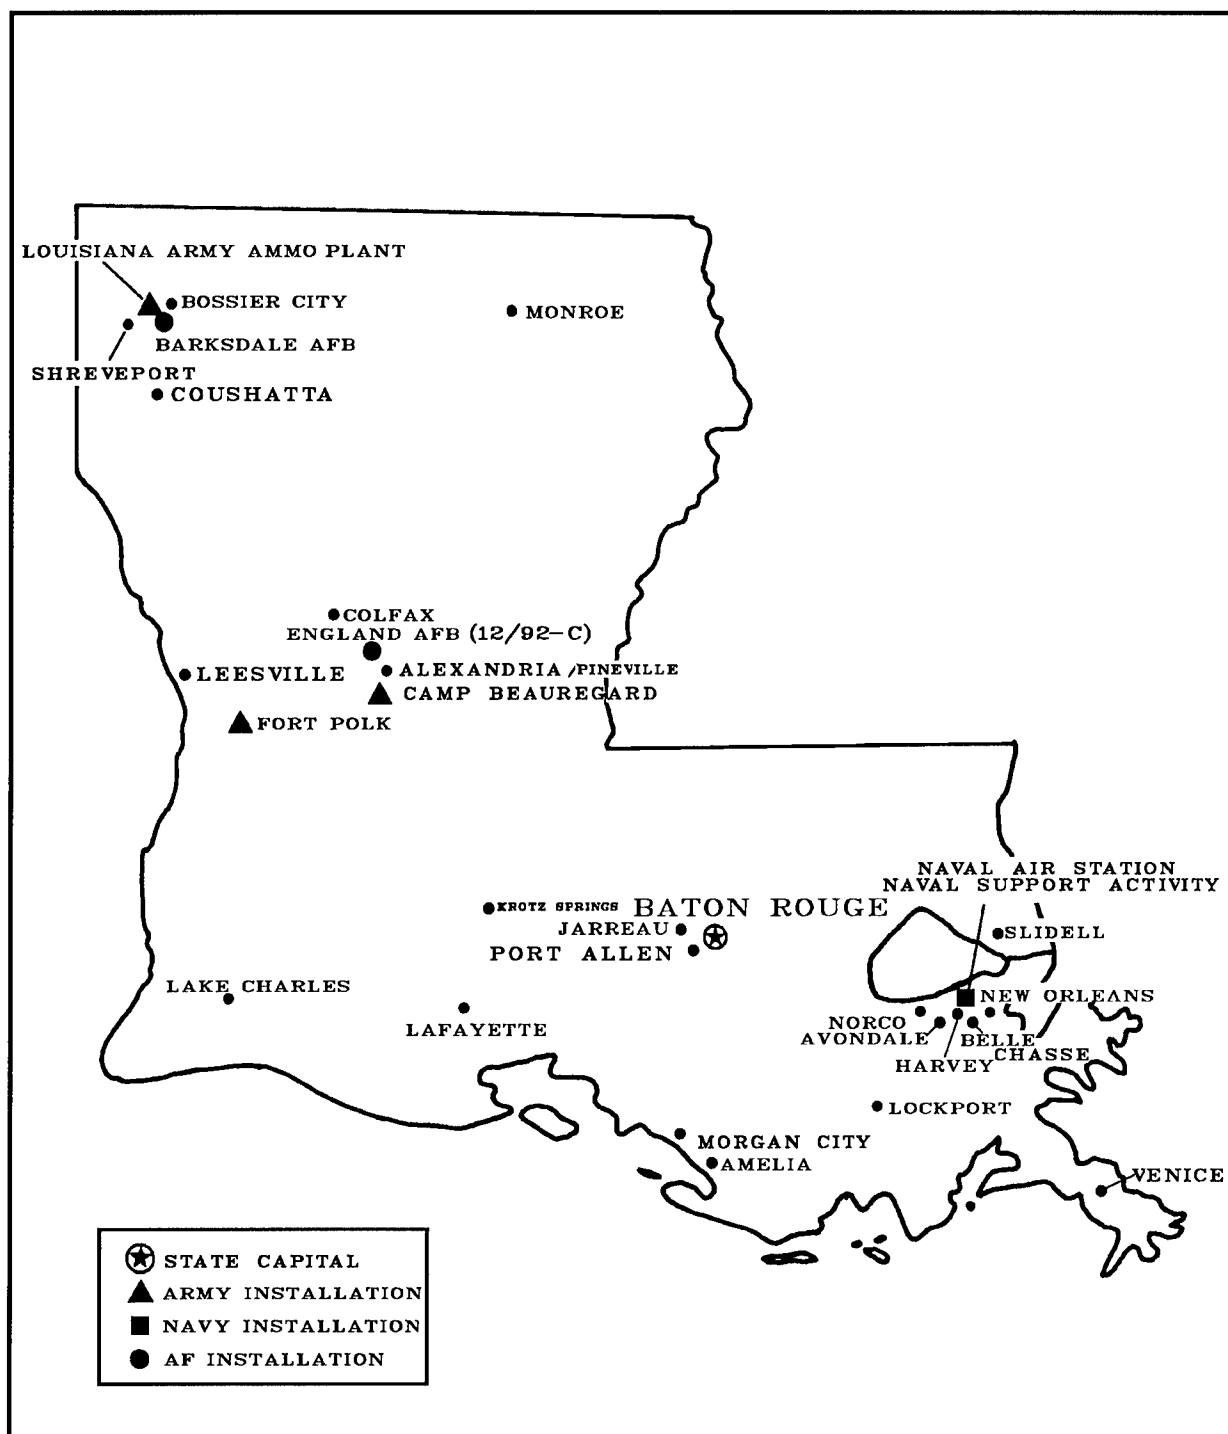 LOUISIANA ARMY AMMO PLANT
BOSSIER CITY
MONROE
BARKSDALE AFB
SHREVEPORT
COUSHATTA
COLFAX
ENGLAND AFB (12/92-C)
LEESVILLE
ALEXANDRIA /PINEVILLE
CAMP BEAUREGARD
FORT POLK
NAVAL AIR STATION
NAVAL SUPPORT ACTIVITY
KROTZ SPRINGS
BATON ROUGE
JARREAU
SLIDELL
PORT ALLEN
LAKE CHARLES
NEW ORLEANS
LAFAYETTE
NORCO
AVONDALE
BELLE
CHASSE
HARVEY
LOCKPORT
MORGAN CITY
AMELIA
VENICE
STATE CAPITAL
ARMY INSTALLATION
NAVY INSTALLATION
AF INSTALLATION